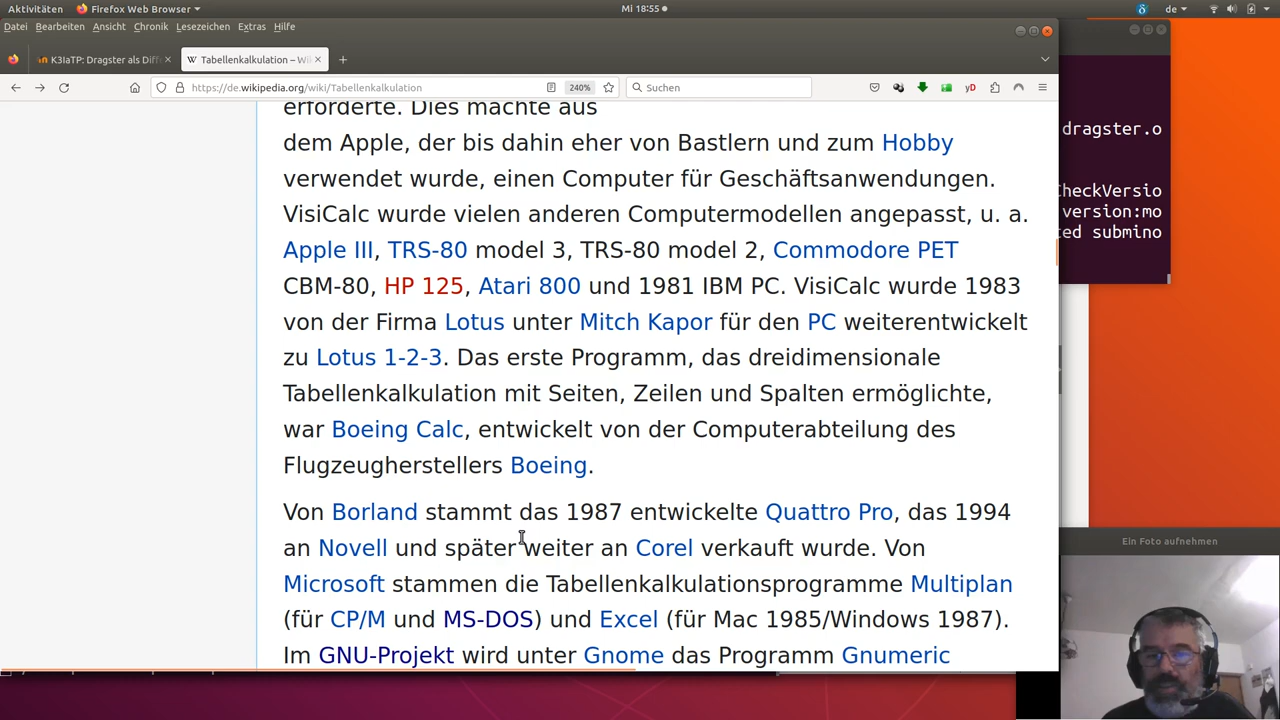 Aktivitäten Firefox Web Browser Mi 18:55 de
Datei Bearbeiten Ansicht Chronik Lesezeichen Extras Hilfe
K3IaTP: Dragster als Diff Tabellenkalkulation – Wi
https://de.wikipedia.org/wiki/Tabellenkalkulation 240% Suchen
erforderte. Dies machte aus
dem Apple, der bis dahin eher von Bastlern und zum Hobby
verwendet wurde, einen Computer für Geschäftsanwendungen.
VisiCalc wurde vielen anderen Computermodellen angepasst, u. a.
Apple III, TRS-80 model 3, TRS-80 model 2, Commodore PET
CBM-80, HP 125, Atari 800 und 1981 IBM PC. VisiCalc wurde 1983
von der Firma Lotus unter Mitch Kapor für den PC weiterentwickelt
zu Lotus 1-2-3. Das erste Programm, das dreidimensionale
Tabellenkalkulation mit Seiten, Zeilen und Spalten ermöglichte,
war Boeing Calc, entwickelt von der Computerabteilung des
Flugzeugherstellers Boeing.
Von Borland stammt das 1987 entwickelte Quattro Pro, das 1994
an Novell und später weiter an Corel verkauft wurde. Von
Microsoft stammen die Tabellenkalkulationsprogramme Multiplan
(für CP/M und MS-DOS) und Excel (für Mac 1985/Windows 1987).
Im GNU-Projekt wird unter Gnome das Programm Gnumeric
dragster.o
CheckVersio
version:mo
ted submino
Ein Foto aufnehmen